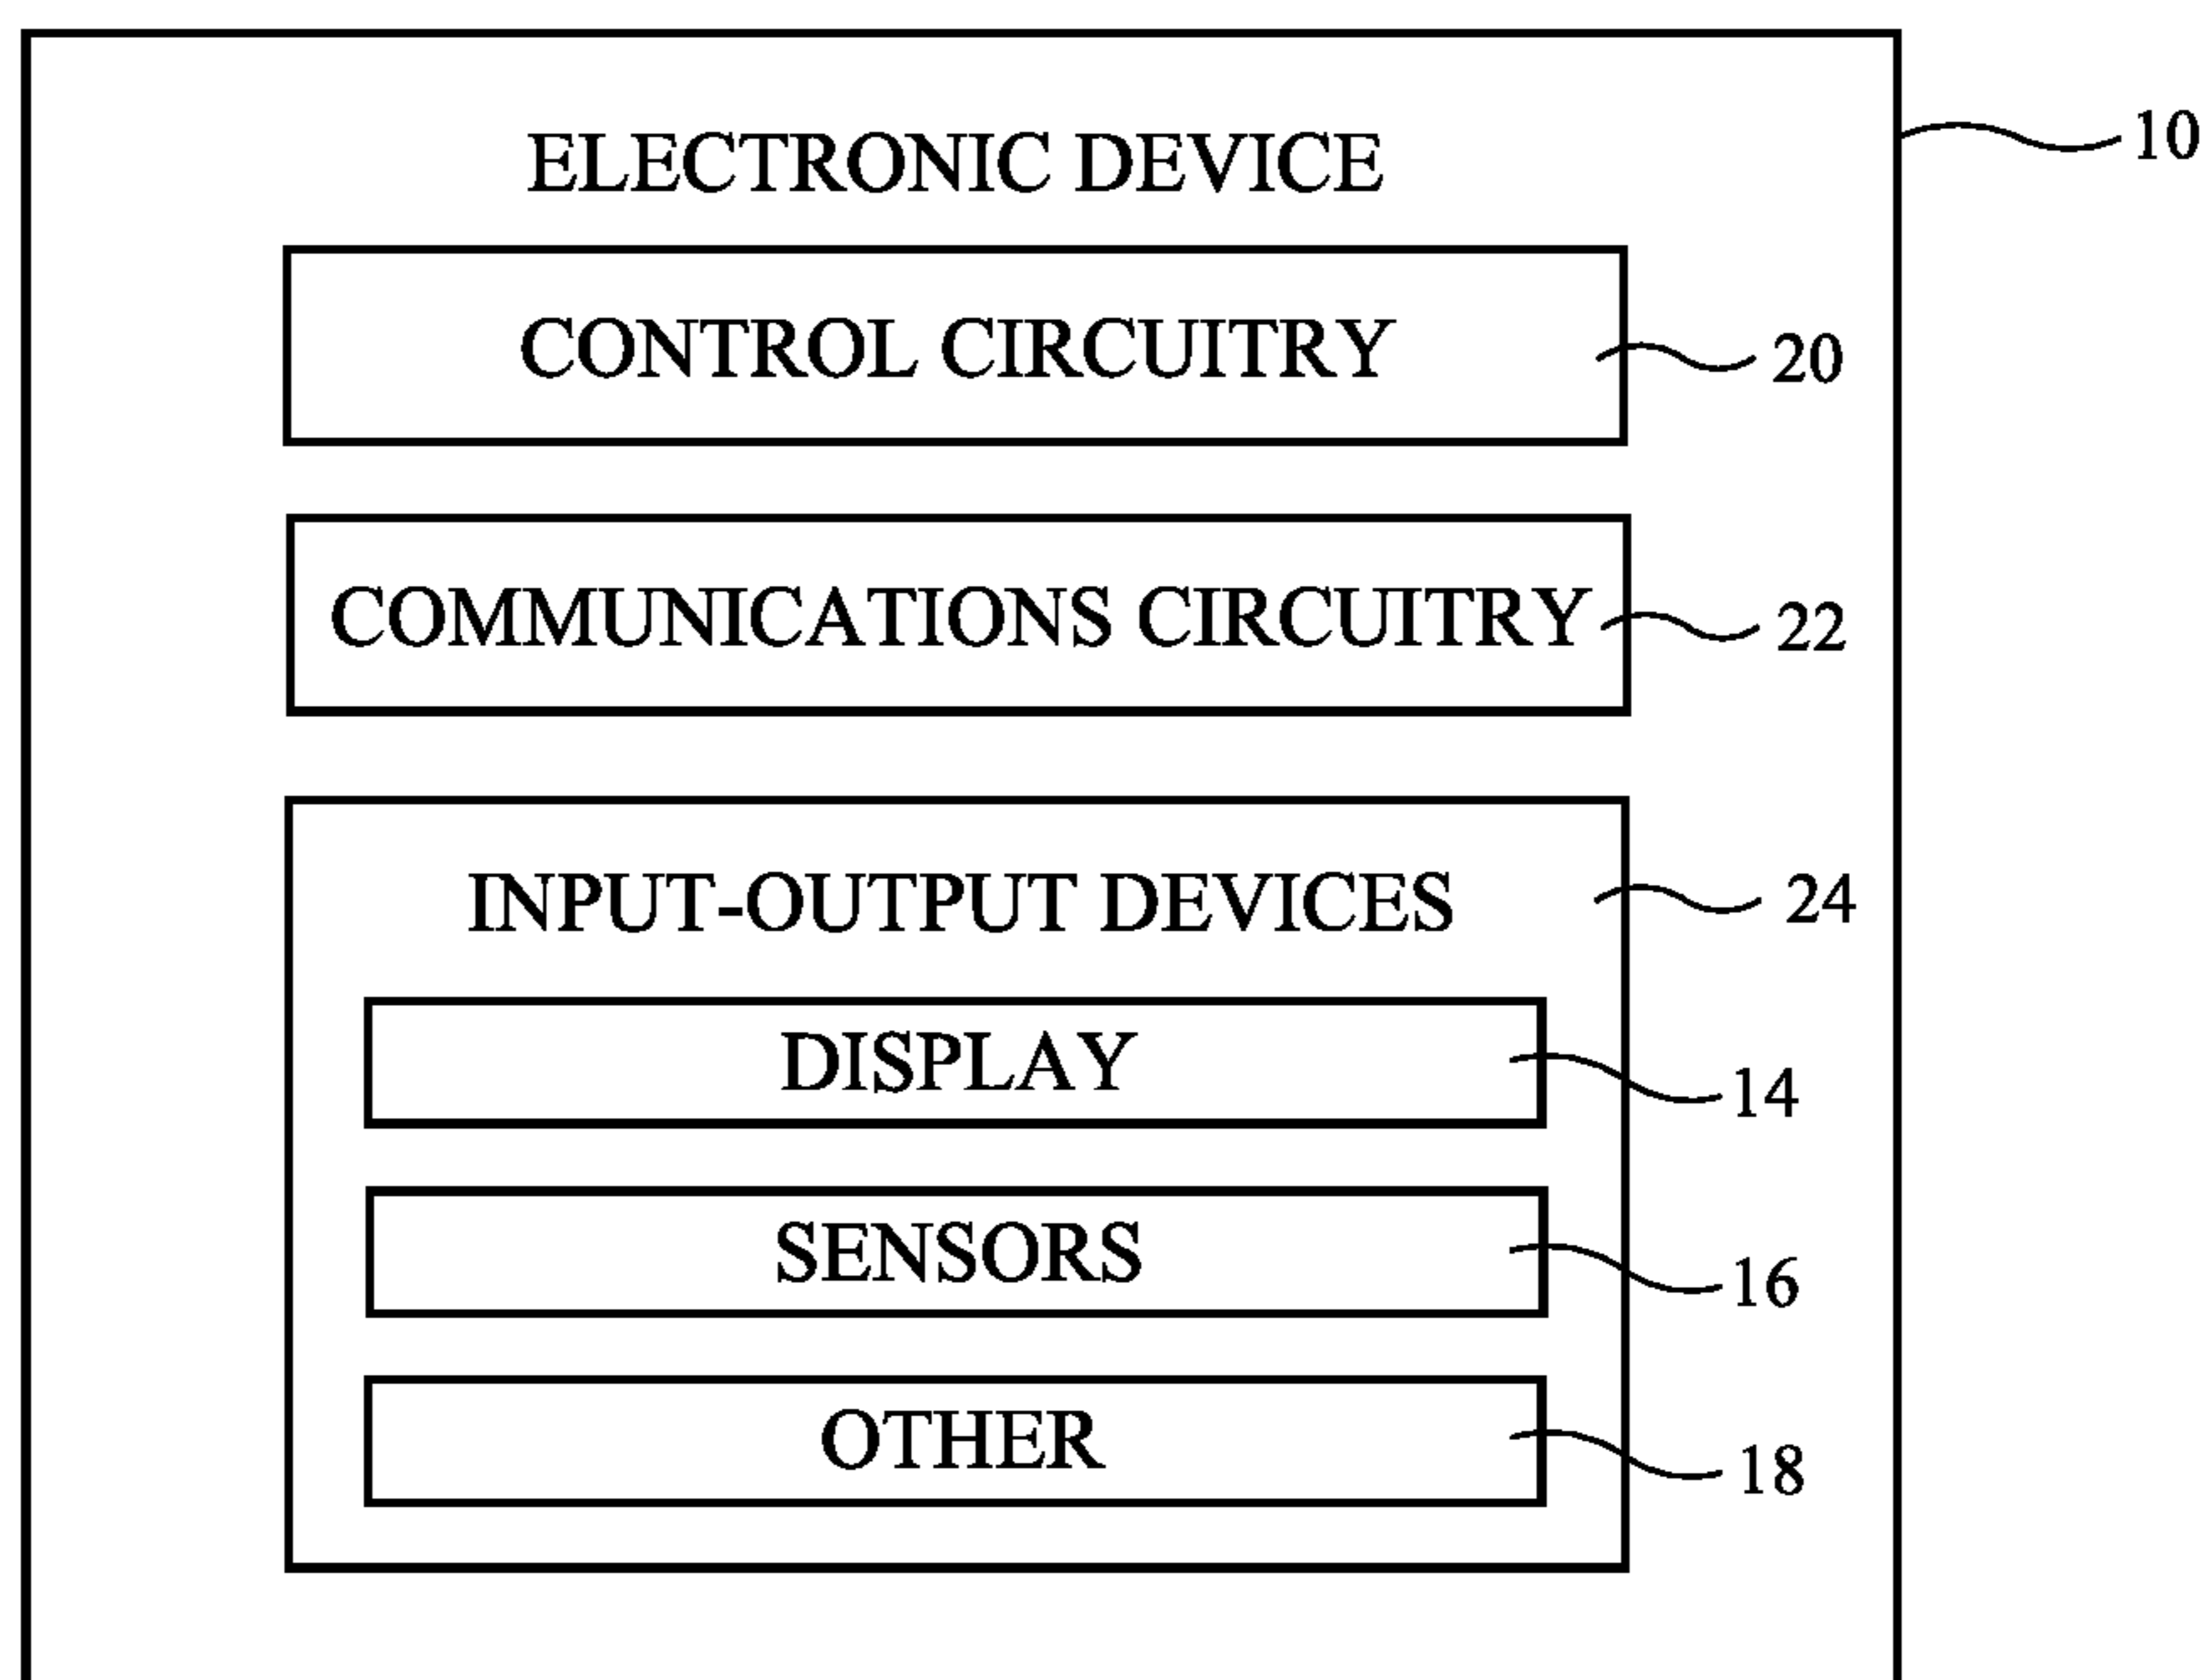 ELECTRONIC DEVICE
10
CONTROL CIRCUITRY
20
COMMUNICATIONS CIRCUITRY
22
INPUT-OUTPUT DEVICES
24
DISPLAY
14
SENSORS
16
OTHER
18